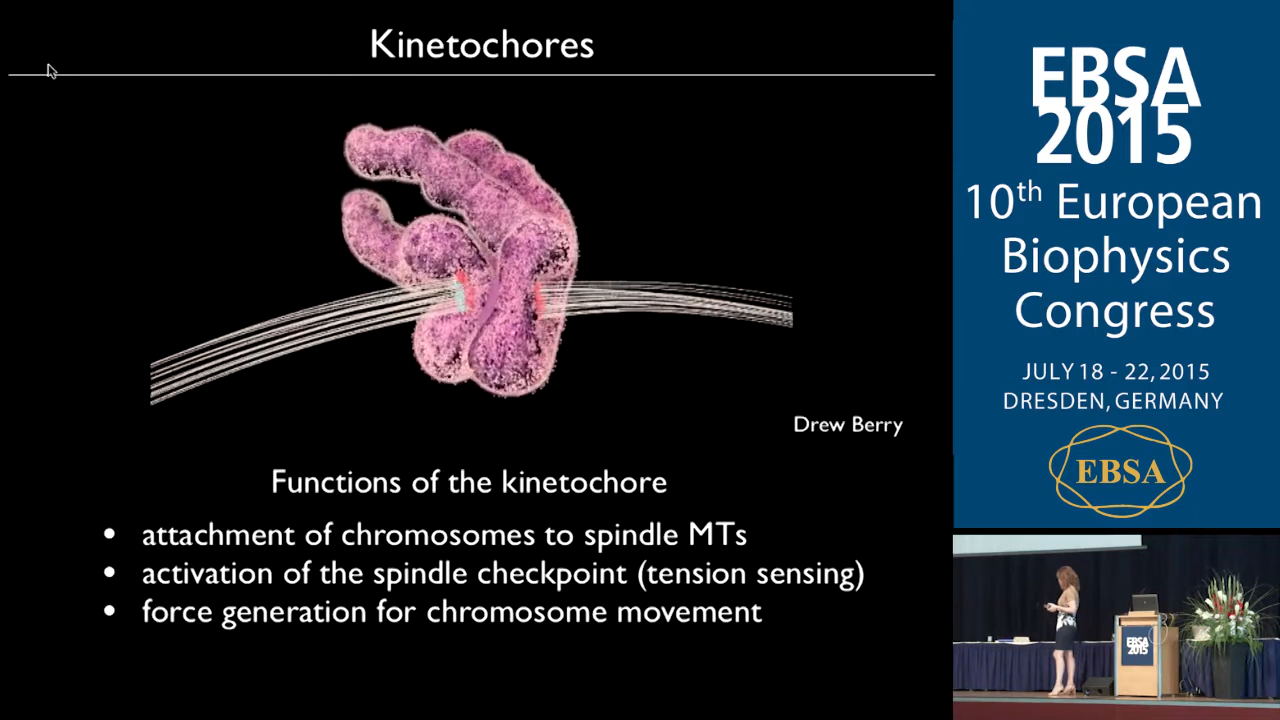 Kinetochores
Drew Berry
Functions of the kinetochore
• attachment of chromosomes to spindle MTs
• activation of the spindle checkpoint (tension sensing)
• force generation for chromosome movement
EBSA
2015
10th European
Biophysics
Congress
JULY 18 - 22, 2015
DRESDEN, GERMANY
EBSA
EBSA
2015